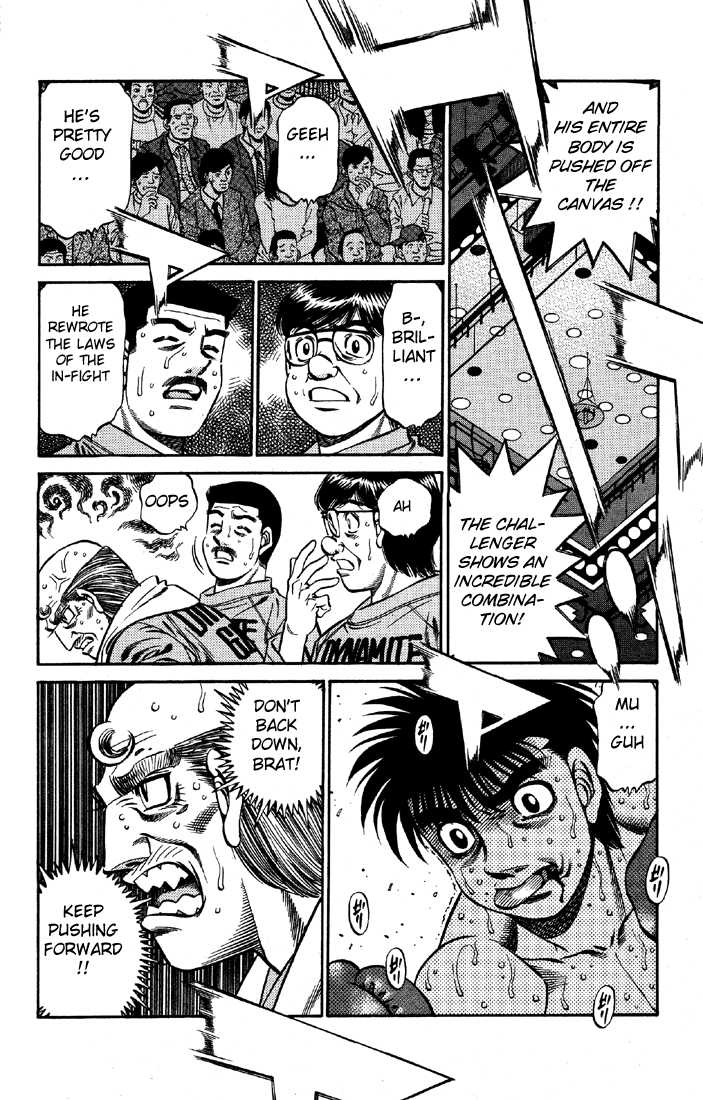 AND
HIS ENTIRE
BODY IS
PUSHED OFF
THE
CANVAS !!
GEEH
...
HE'S
PRETTY
GOOD
...
B-,
BRIL-
LIANT
...
HE
REWROTE
THE LAWS
OF THE
IN-FIGHT
THE CHAL-
LENGER
SHOWS AN
INCREDIBLE
COMBINA-
TION!
AH
OOPS
DYNAMITE
MU
...
GUH
DON'T
BACK
DOWN,
BRAT!
KEEP
PUSHING
FORWARD
!!